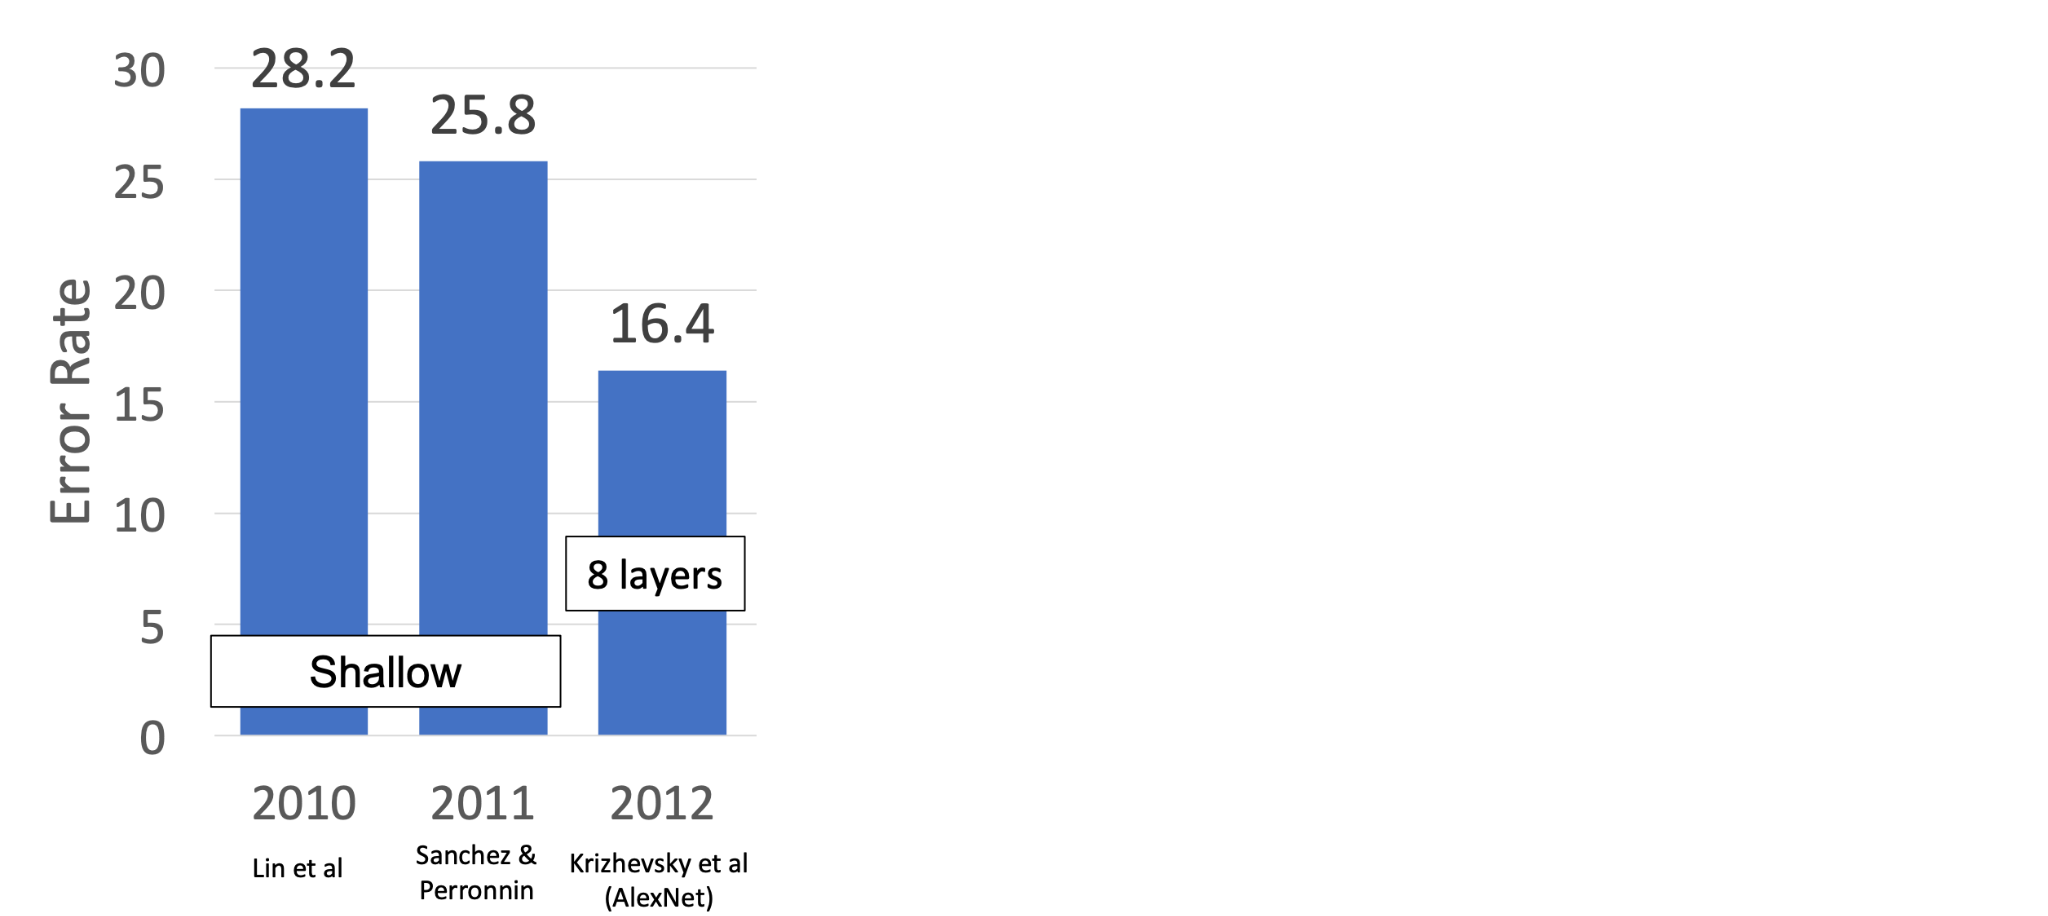 30
25
20
15
10
5
0
Error Rate
28.2
25.8
16.4
8 layers
Shallow
2010
2011
2012
Lin et al
Sanchez &
Perronnin
Krizhevsky et al
(AlexNet)